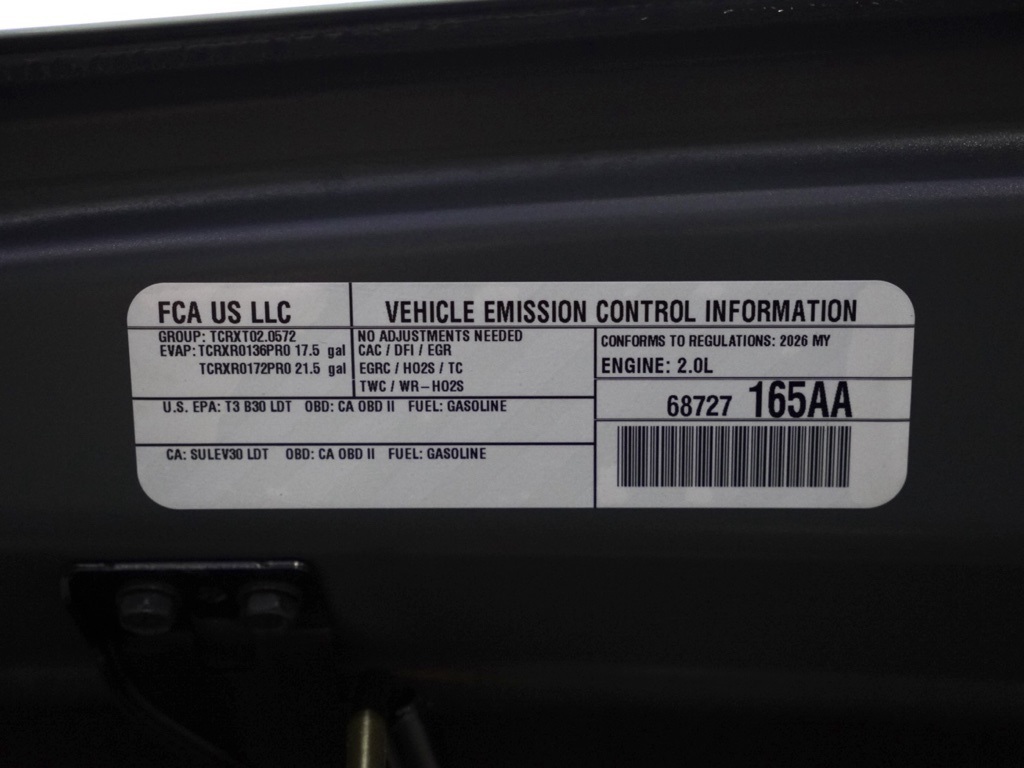 FCA US LLC
VEHICLE EMISSION CONTROL INFORMATION
GROUP: TCRXT02.0572
EVAP: TCRXR0136PR0 17.5 gal
TCRXR0172PR0 21.5 gal
NO ADJUSTMENTS NEEDED
CAC / DFI / EGR
EGRC / HO2S / TC
TWC / WR-HO2S
CONFORMS TO REGULATIONS: 2026 MY
ENGINE: 2.0L
U.S. EPA: T3 B30 LDT OBD: CA OBD II FUEL: GASOLINE
68727 165AA
CA: SULEV30 LDT OBD: CA OBD II FUEL: GASOLINE